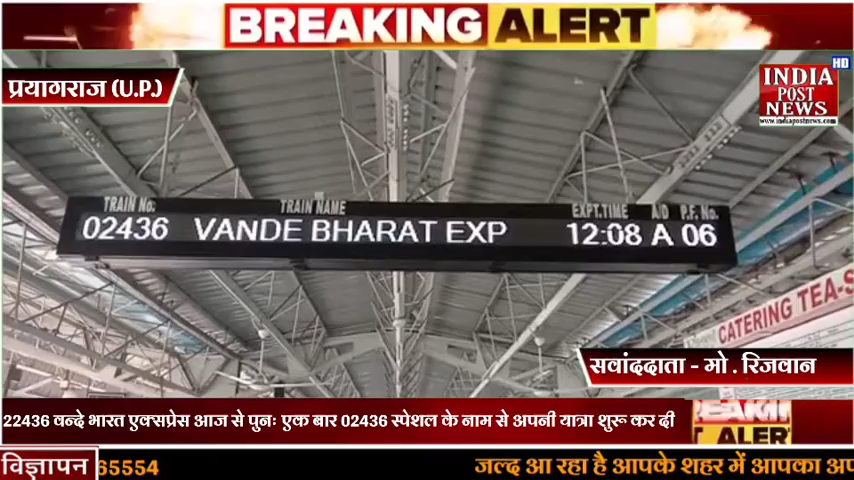 BREAKING ALERT
प्रयागराज (U.P.)
HD
INDIA
POST
NEWS
www.indiapostnews.com
TRAIN No. TRAIN NAME EXPT.TIME A/D P.F. No.
02436 VANDE BHARAT EXP 12:08 A 06
CATERING TEA-S
सवांददाता - मो . रिजवान
22436 वन्दे भारत एक्सप्रेस आज से पुनः एक बार 02436 स्पेशल के नाम से अपनी यात्रा शुरू कर दी
ALER
विज्ञापन 65554 जल्द आ रहा है आपके शहर में आपका अप